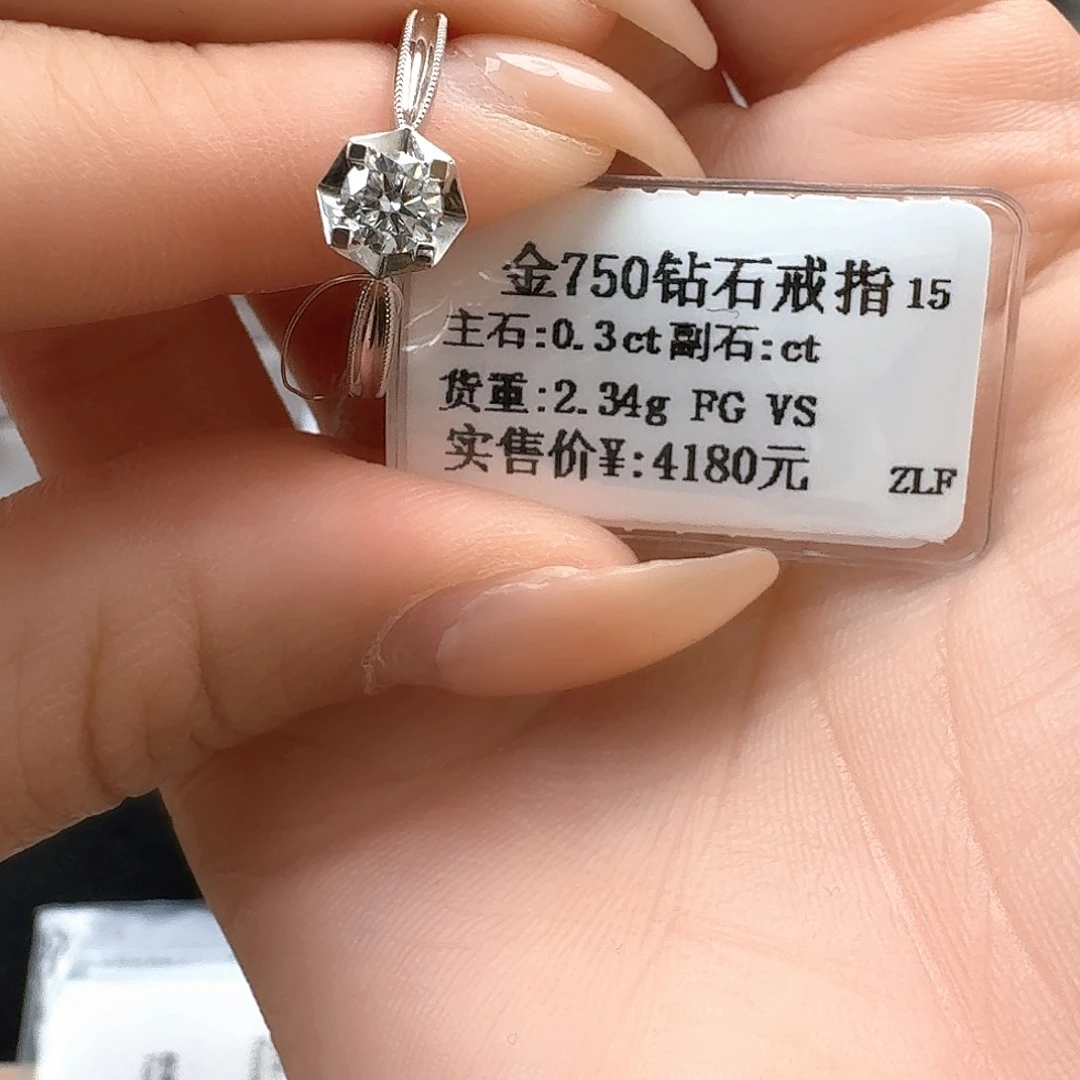 金750钻石戒指 15
主石:0.3ct副石:ct
货重:2.34g FG VS
实售价¥:4180元 ZLF